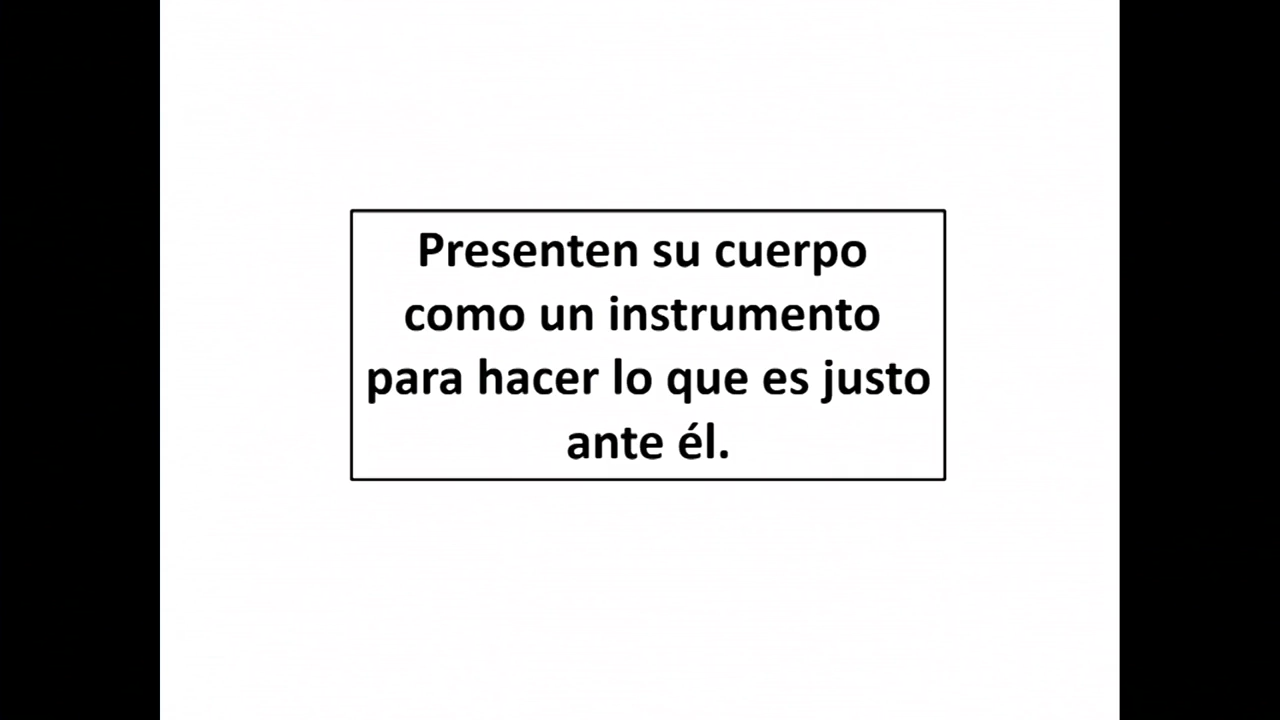 Presenten su cuerpo
como un instrumento
para hacer lo que es justo
ante él.